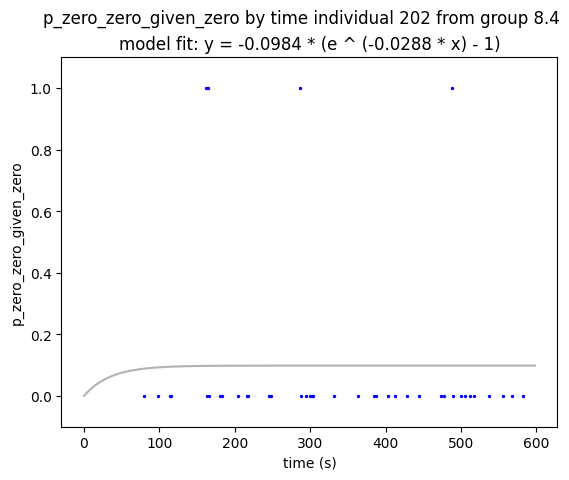 p_zero_zero_given_zero by time individual 202 from group 8.4
model fit: y = -0.0984 * (e ^ (-0.0288 * x) - 1)
p_zero_zero_given_zero
1.0
0.8
0.6
0.4
0.2
0.0
0 100 200 300 400 500 600
time (s)